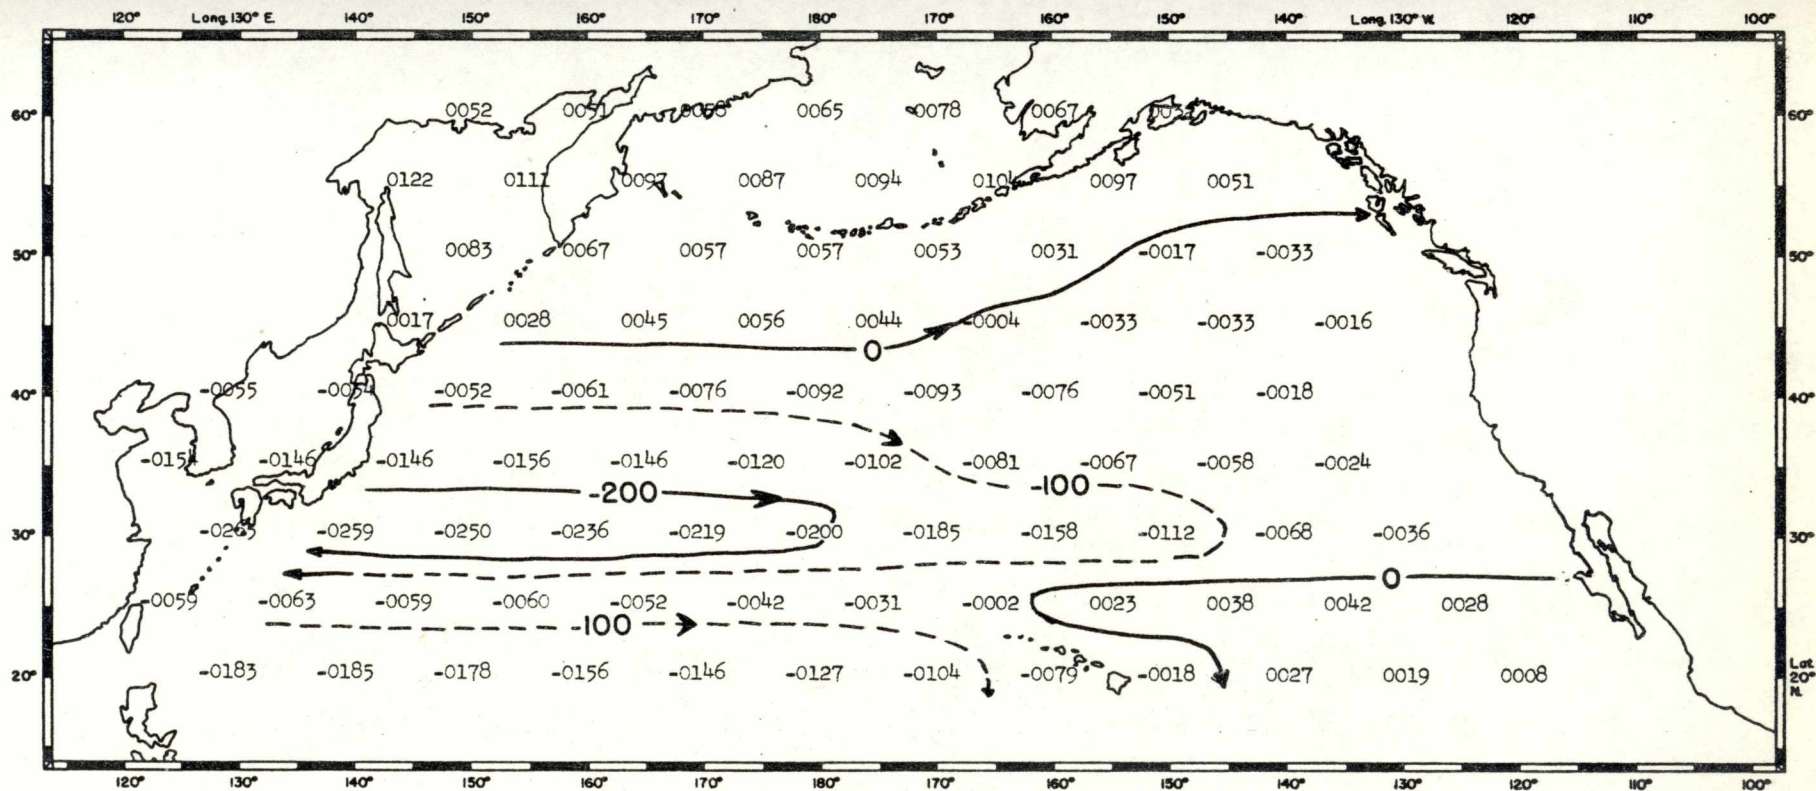 120° Long. 130° E. 140° 150° 160° 170° 180° 170° 160° 150° 140° Long. 130° W. 120° 110° 100°
60° 0052 0051 0058 0065 0078 0067 60°
0122 0111 0097 0087 0094 0097 0051
50° 0083 0067 0057 0057 0053 0031 -0017 -0033 50°
0017 0028 0045 0056 0044 -0004 -0033 -0033 -0016
0
40° -0055 -0054 -0052 -0061 -0076 -0092 -0093 -0076 -0051 -0018 40°
-0154 -0146 -0146 -0156 -0146 -0120 -0102 -0081 -0067 -0058 -0024
-200 -100
30° -0259 -0250 -0236 -0219 -0200 -0185 -0158 -0112 -0068 -0036 30°
0
-0059 -0063 -0059 -0060 -0052 -0042 -0031 -0002 0023 0038 0042 0028
-100
20° -0183 -0185 -0178 -0156 -0146 -0127 -0104 -0079 -0018 0027 0019 0008 Lat. 20° N.
120° 130° 140° 150° 160° 170° 180° 170° 160° 150° 140° 130° 120° 110° 100°